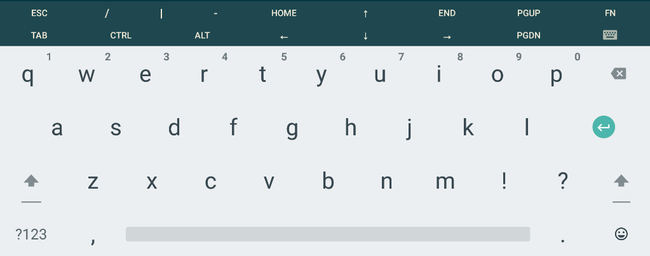 ESC / | - HOME ↑ END PGUP FN
TAB CTRL ALT ← ↓ → PGDN
1 2 3 4 5 6 7 8 9 0
q w e r t y u i o p
a s d f g h j k l
z x c v b n m ! ?
?123 , .